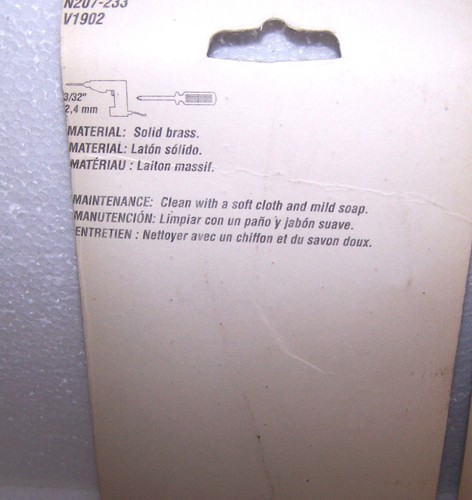 N207-233
V1902
3/32"
2,4 mm
MATERIAL: Solid brass.
MATERIAL: Latón sólido.
MATÉRIAU : Laiton massif.
MAINTENANCE: Clean with a soft cloth and mild soap.
MANUTENCIÓN: Limpiar con un paño y jabón suave.
ENTRETIEN : Nettoyer avec un chiffon et du savon doux.